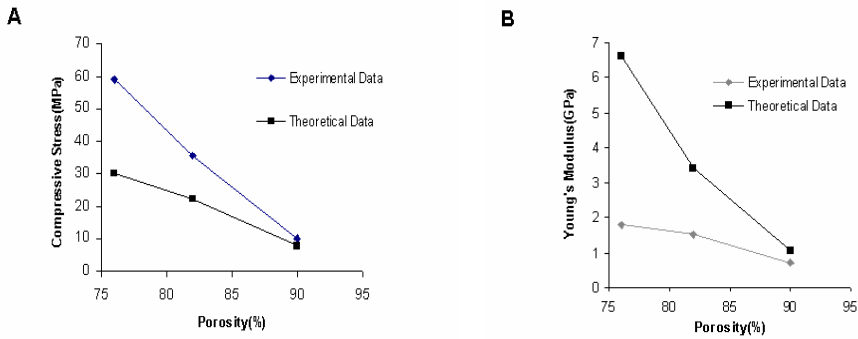 A
Compressive Stress(MPa)
70
60
50
40
30
20
10
0
75 80 85 90 95
Porosity(%)
Experimental Data
Theoretical Data
B
Young's Modulus(GPa)
7
6
5
4
3
2
1
0
75 80 85 90 95
Porosity(%)
Experimental Data
Theoretical Data